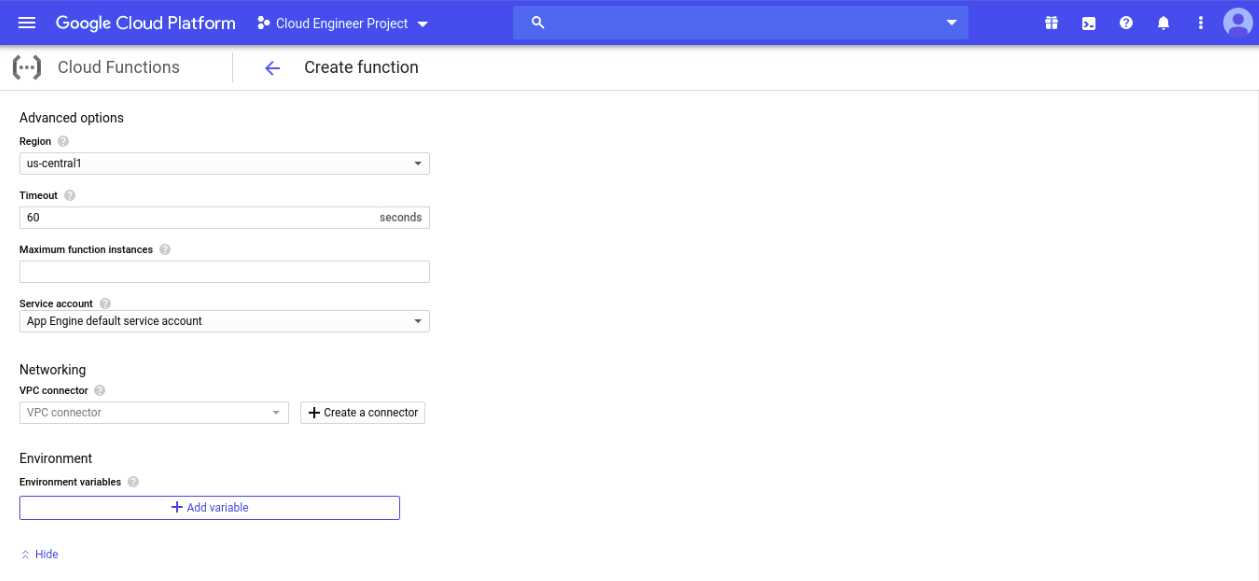 Google Cloud Platform Cloud Engineer Project
Cloud Functions Create function
Advanced options
Region
us-central1
Timeout
60 seconds
Maximum function instances
Service account
App Engine default service account
Networking
VPC connector
VPC connector Create a connector
Environment
Environment variables
Add variable
Hide